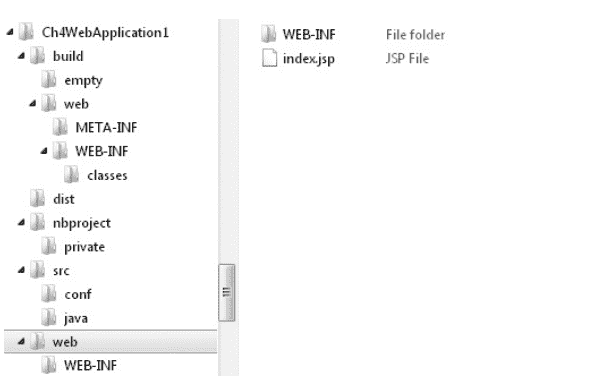 Ch4WebApplication1
build
empty
web
META-INF
WEB-INF
classes
dist
nbproject
private
src
conf
java
web
WEB-INF
WEB-INF File folder
index.jsp JSP File